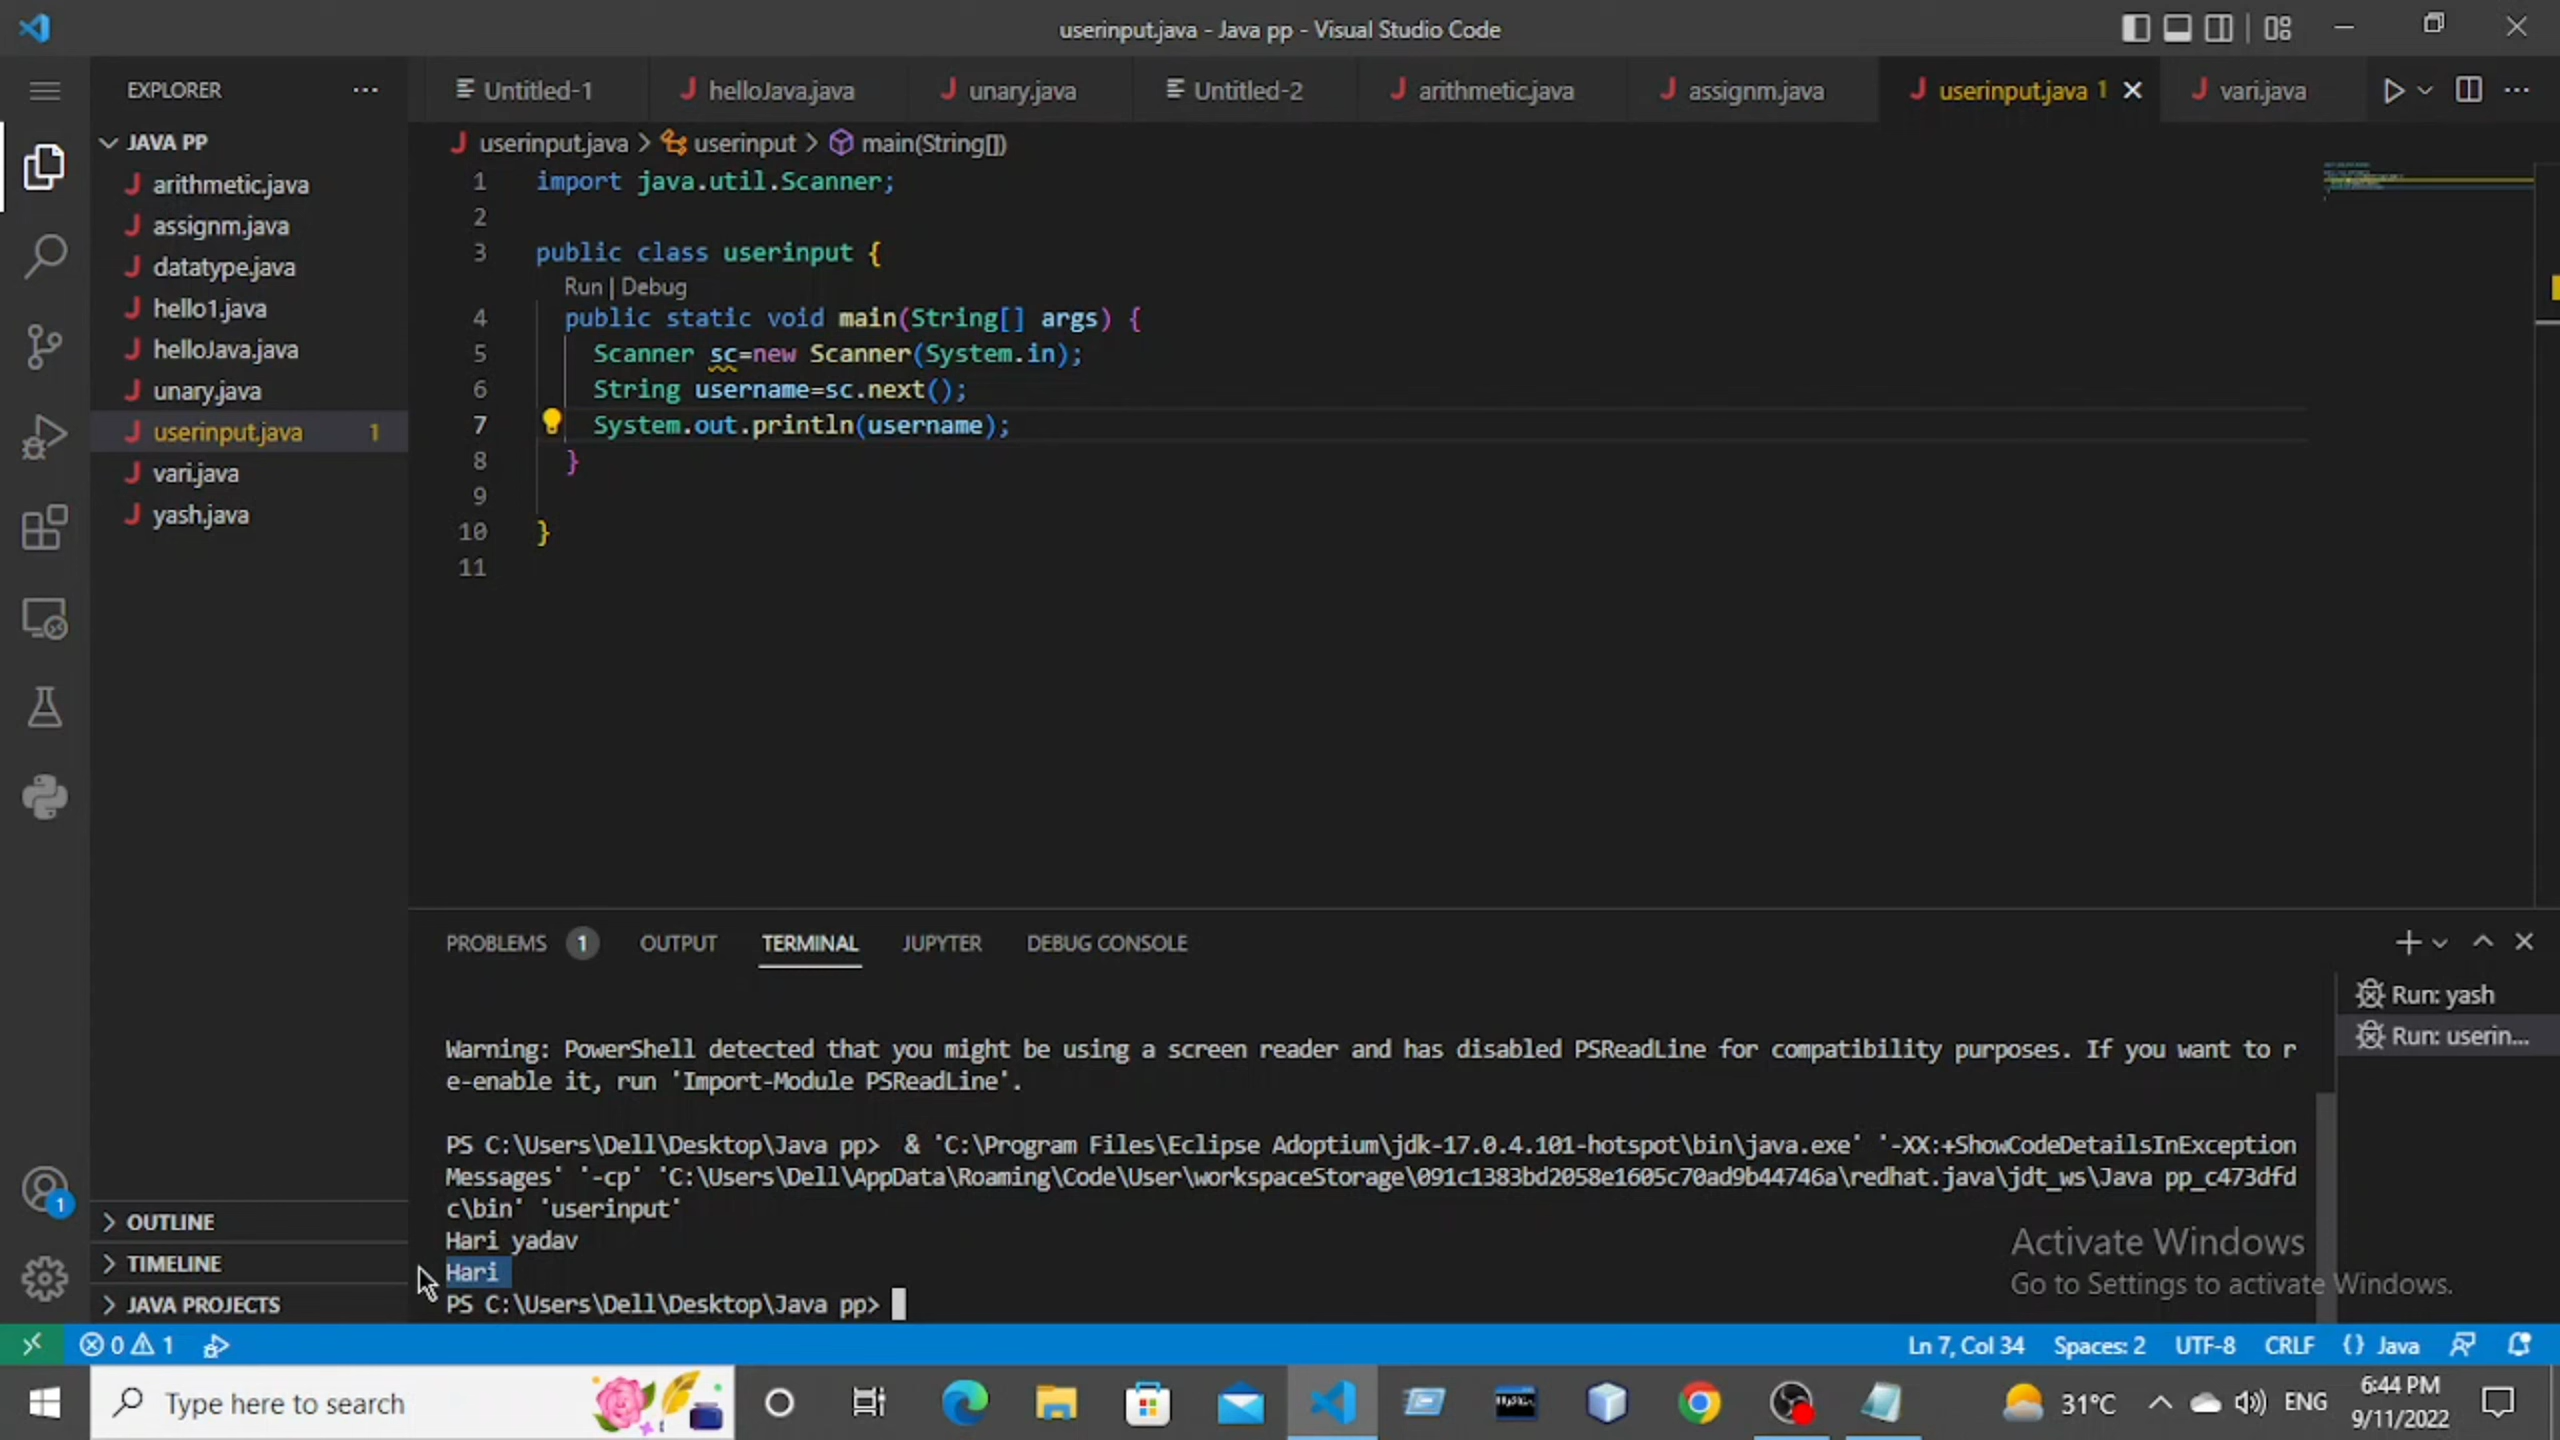 userinput.java - Java pp - Visual Studio Code
EXPLORER
Untitled-1
helloJava.java
unary.java
Untitled-2
arithmetic.java
assignm.java
userinput.java 1
vari.java
JAVA PP
arithmetic.java
assignm.java
datatype.java
hello1.java
helloJava.java
unary.java
userinput.java 1
vari.java
yash.java
userinput.java > userinput > main(String[])
1 import java.util.Scanner;
2
3 public class userinput {
Run | Debug
4 public static void main(String[] args) {
5 Scanner sc=new Scanner(System.in);
6 String username=sc.next();
7 System.out.println(username);
8 }
9
10 }
11
PROBLEMS 1 OUTPUT TERMINAL JUPYTER DEBUG CONSOLE
Run: yash
Run: userin...
Warning: PowerShell detected that you might be using a screen reader and has disabled PSReadLine for compatibility purposes. If you want to r
e-enable it, run 'Import-Module PSReadLine'.
PS C:\Users\Dell\Desktop\Java pp>  & 'C:\Program Files\Eclipse Adoptium\jdk-17.0.4.101-hotspot\bin\java.exe' '-XX:+ShowCodeDetailsInException
Messages' '-cp' 'C:\Users\Dell\AppData\Roaming\Code\User\workspaceStorage\091c1383bd2058e1605c70ad9b44746a\redhat.java\jdt_ws\Java pp_c473dfd
c\bin' 'userinput'
Hari yadav
Hari
PS C:\Users\Dell\Desktop\Java pp>
Activate Windows
Go to Settings to activate Windows.
1
OUTLINE
TIMELINE
JAVA PROJECTS
0 1
Ln 7, Col 34 Spaces: 2 UTF-8 CRLF {} Java
Type here to search
31°C ENG
6:44 PM
9/11/2022